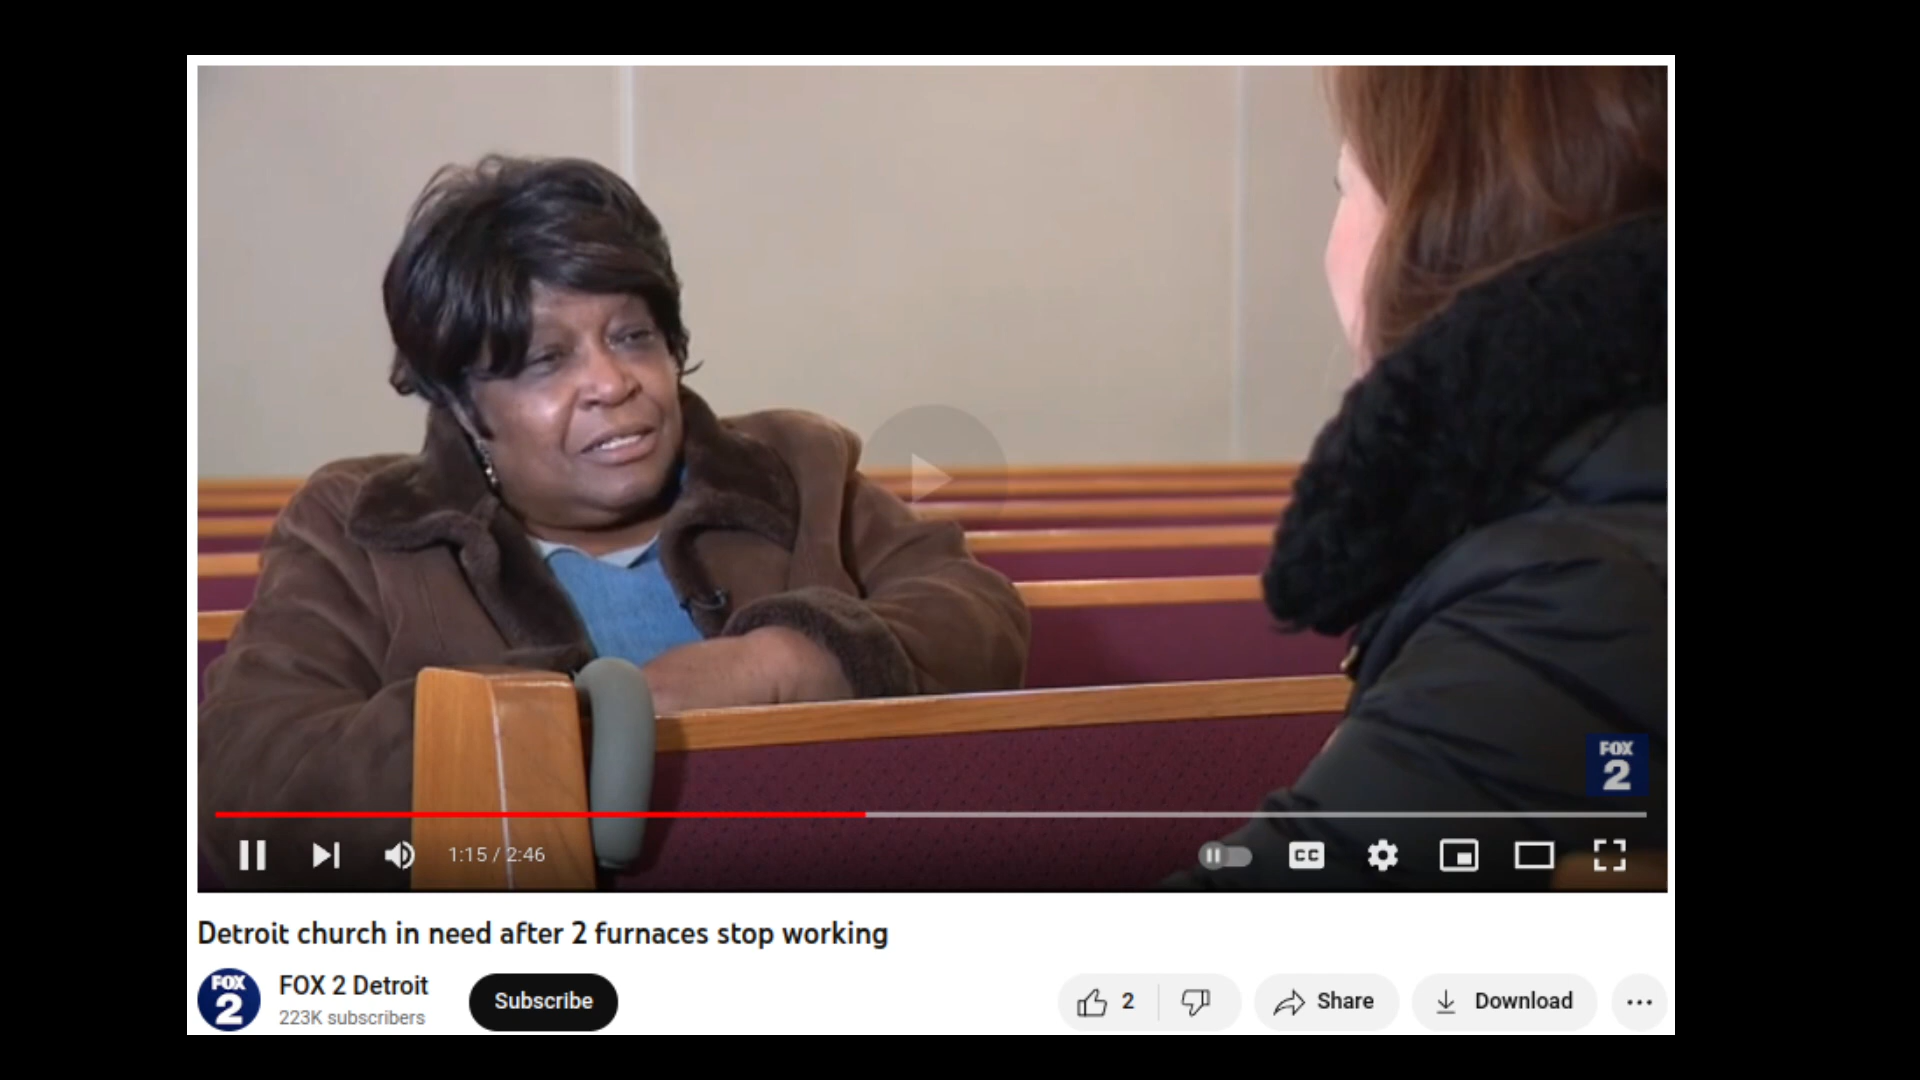 FOX
2
1:15 / 2:46
CC
Detroit church in need after 2 furnaces stop working
FOX
2
FOX 2 Detroit
223K subscribers
Subscribe
2
Share
Download